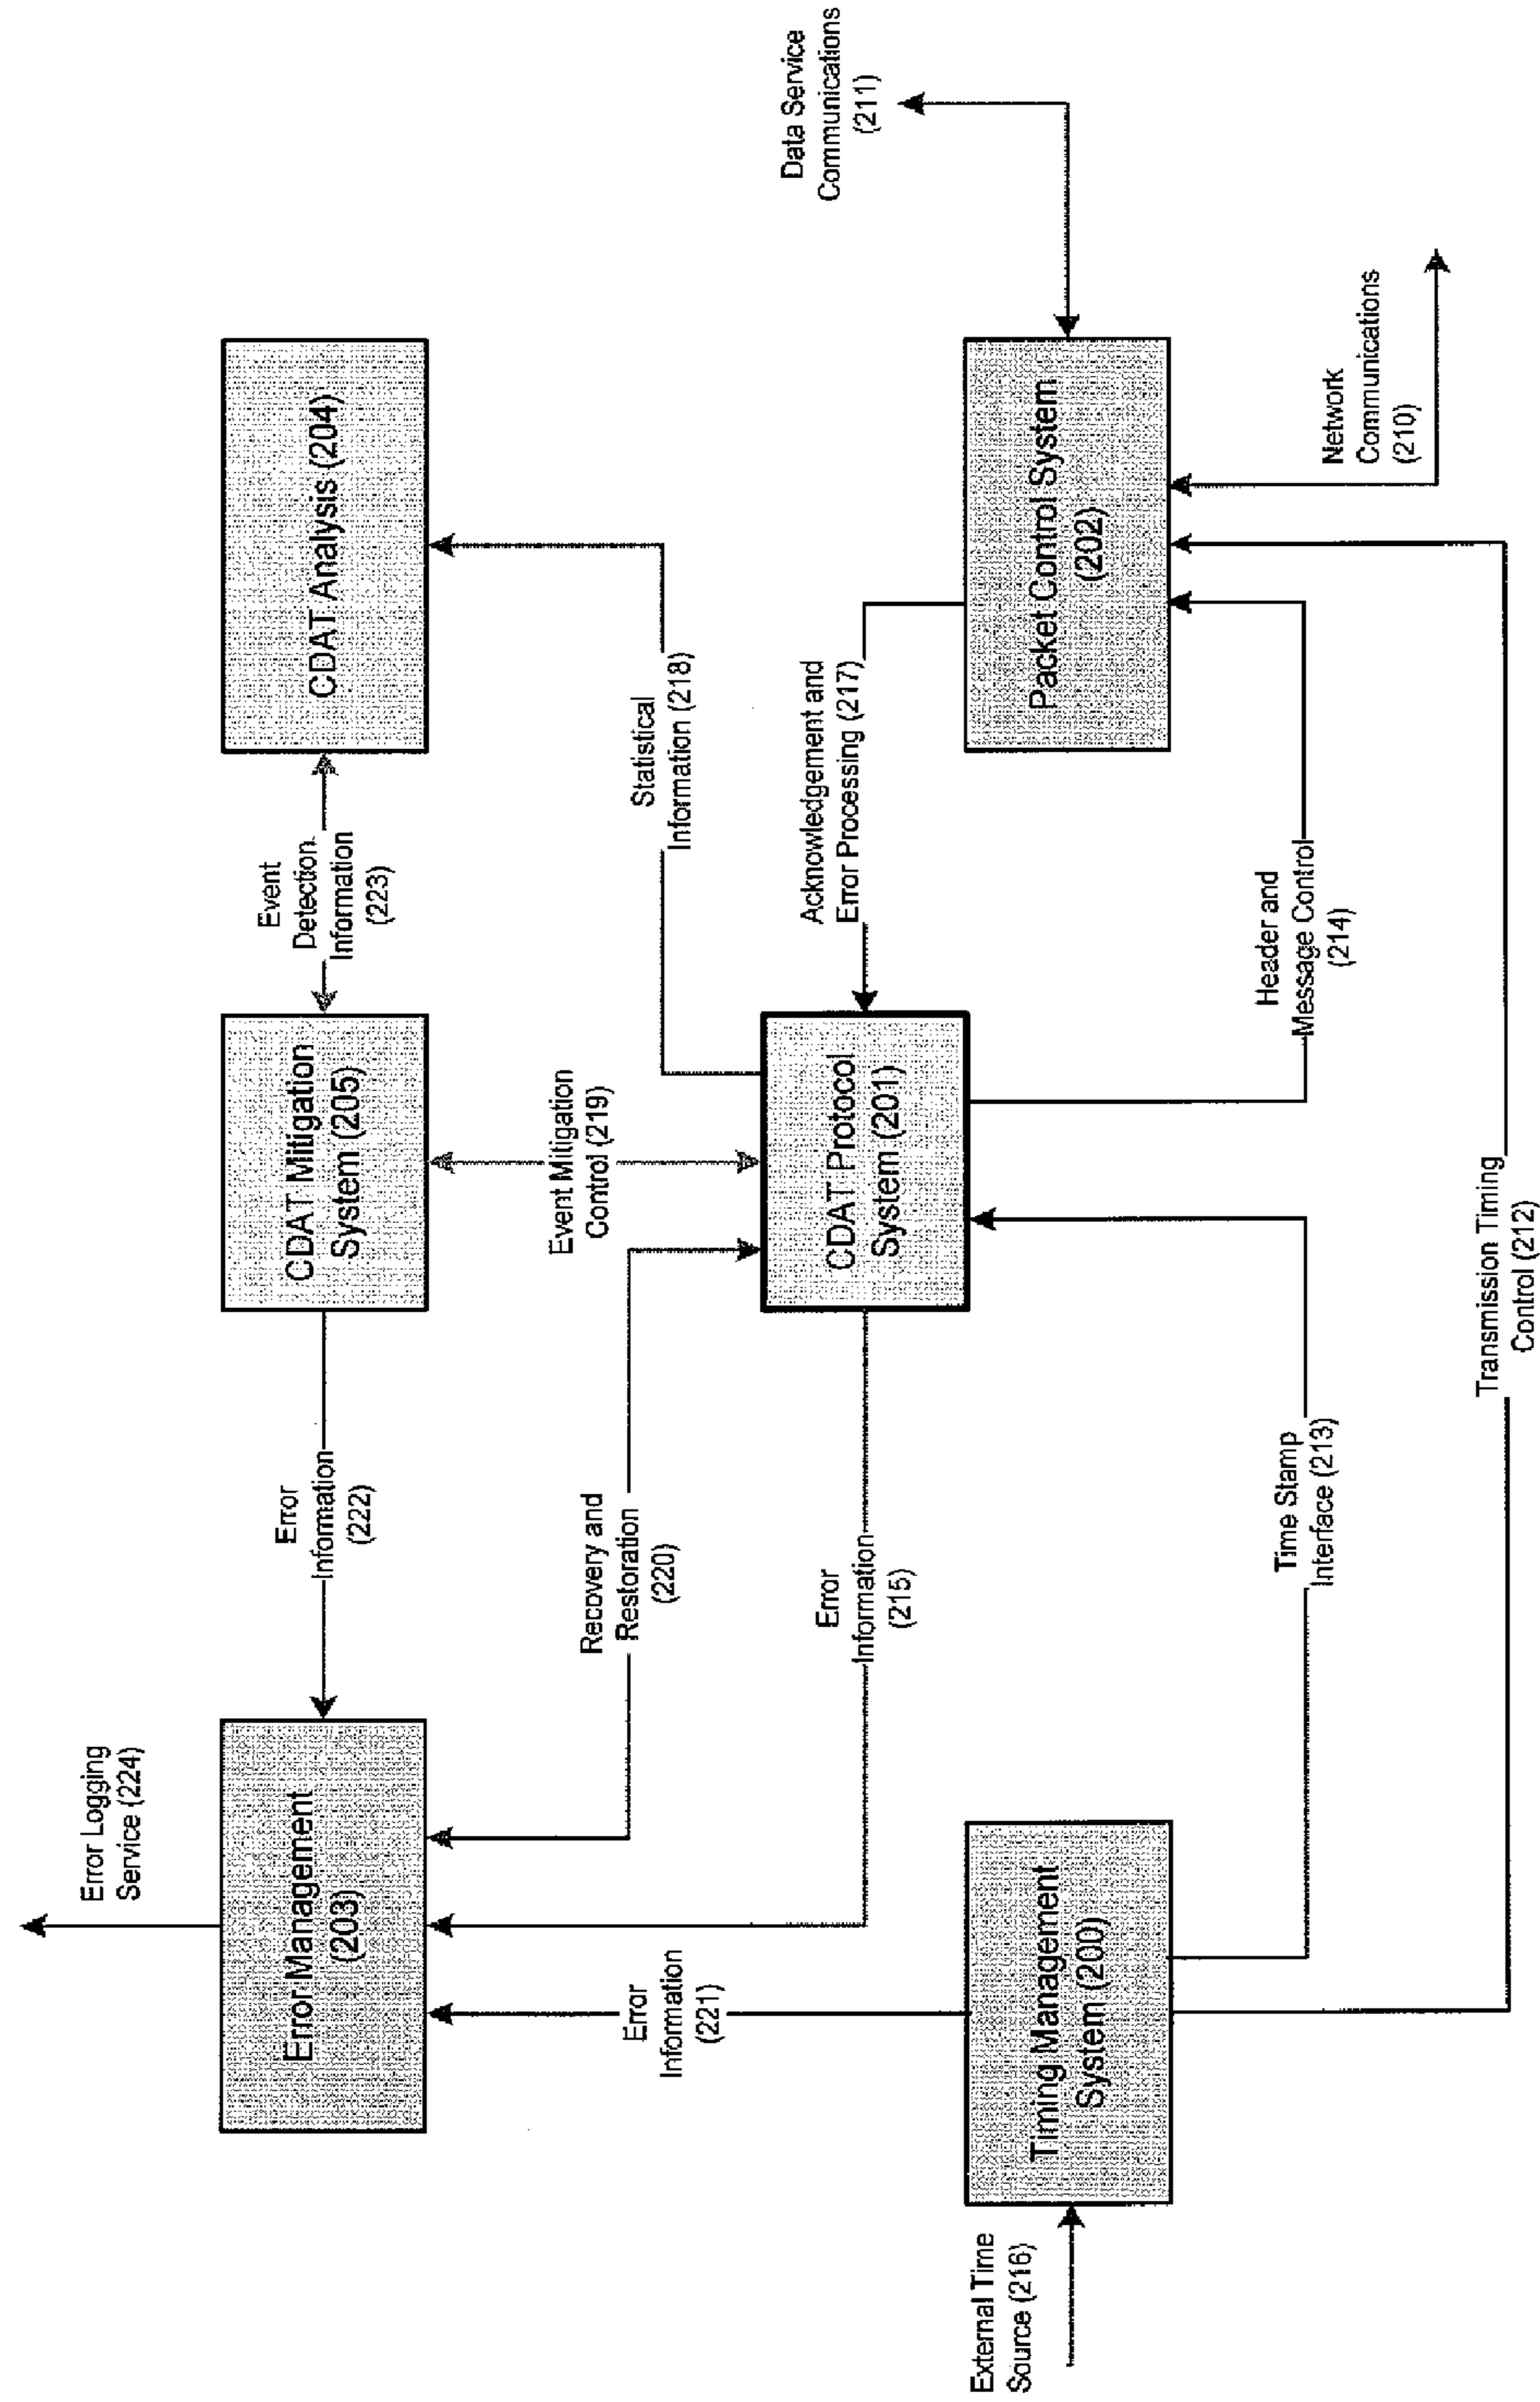 Error Logging
Service (224)
Error Management
(203)
Error
Information
(222)
CDAT Mitigation
System (205)
Event
Detection
Information
(223)
CDAT Analysis (204)
Recovery and
Restoration
(220)
Event Mitigation
Control (219)
Statistical
Information (218)
Error
Information
(221)
Error
Information
(215)
CDAT Protocol
System (201)
Acknowledgement and
Error Processing (217)
Data Service
Communications
(211)
External Time
Source (216)
Timing Management
System (200)
Packet Control System
(202)
Time Stamp
Interface (213)
Header and
Message Control
(214)
Network
Communications
(210)
Transmission Timing
Control (212)